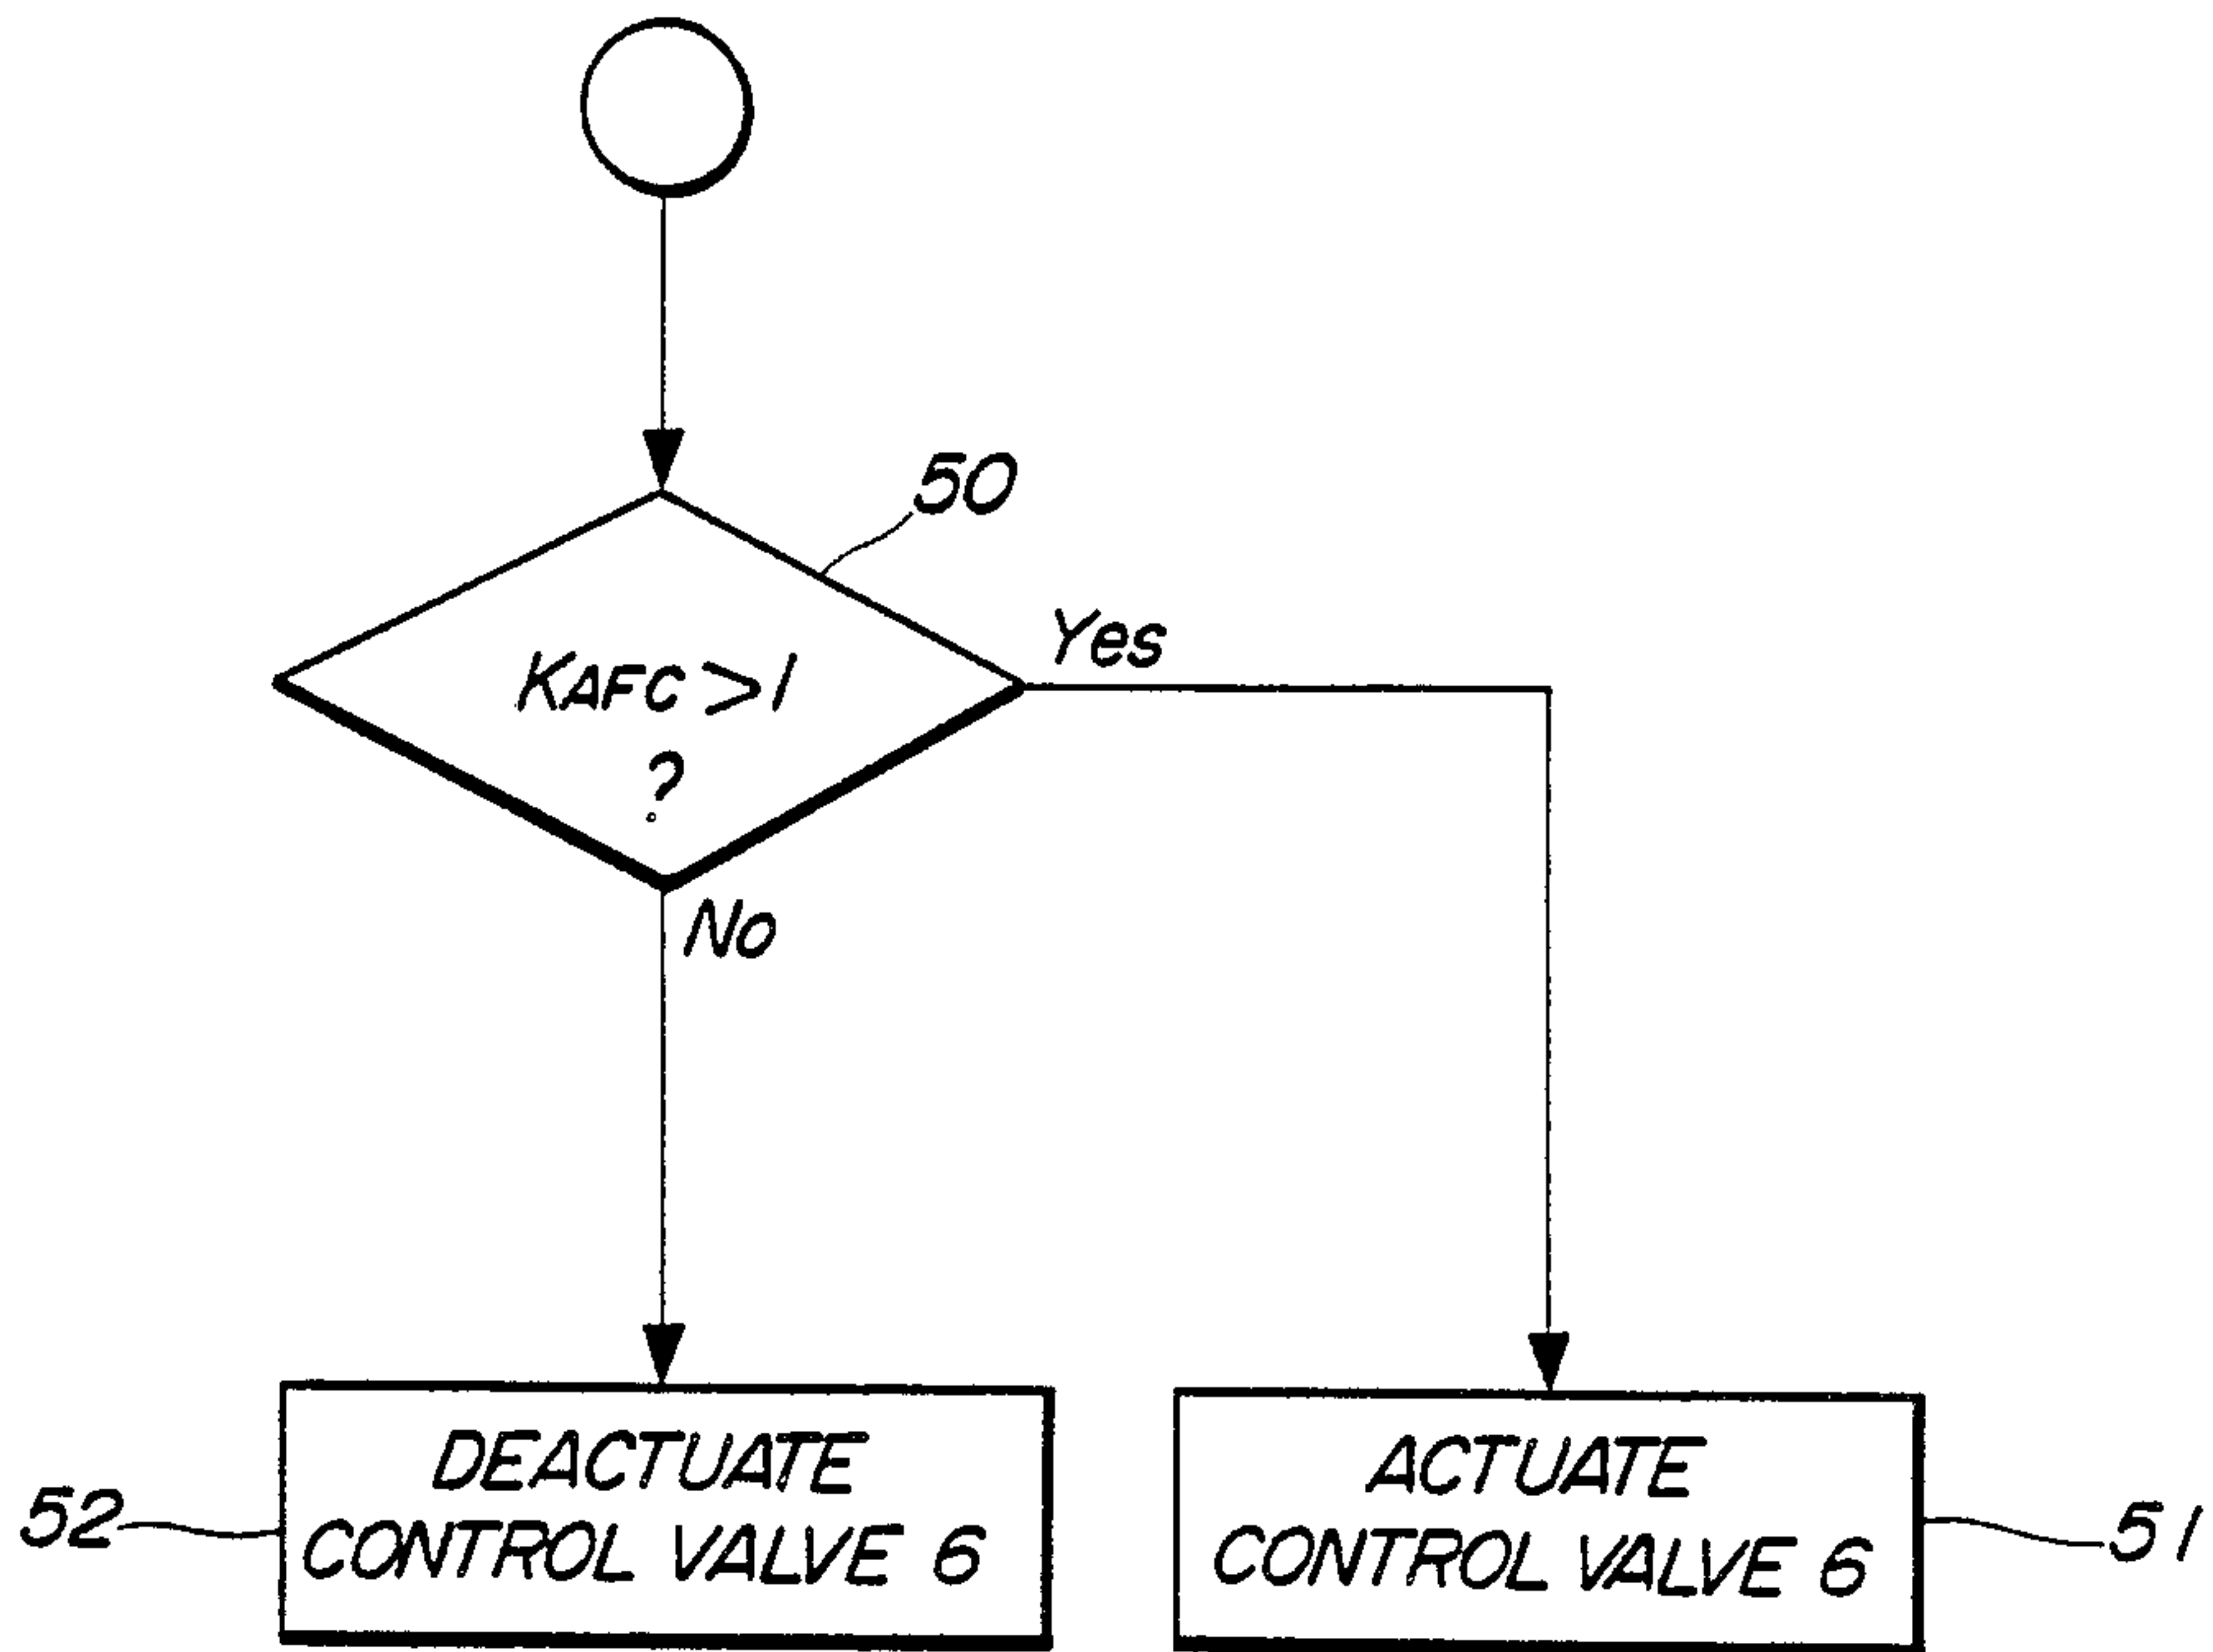 50
Yes
KAFC>1
?
No
DEACTUATE
CONTROL VALVE 6
52
ACTUATE
CONTROL VALVE 6
51